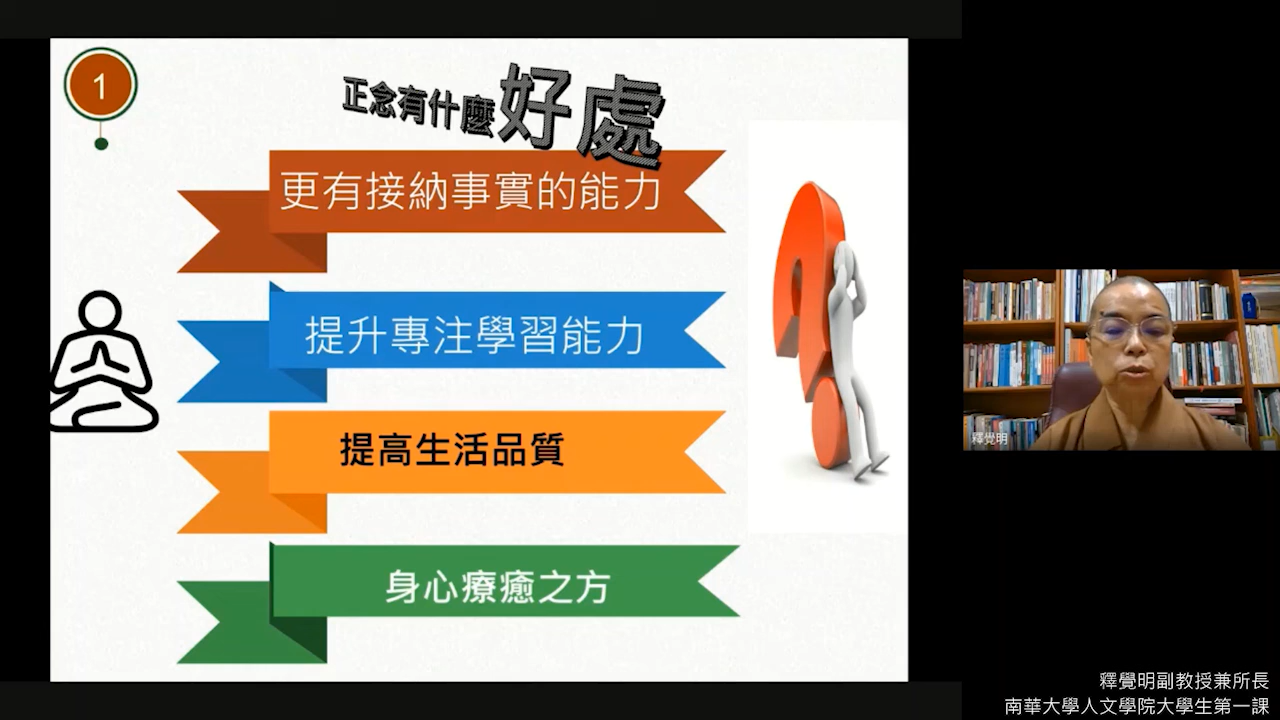 1
正念有什麼好處
更有接納事實的能力
提升專注學習能力
提高生活品質
身心療癒之方
釋覺明
釋覺明副教授兼所長
南華大學人文學院大學生第一課